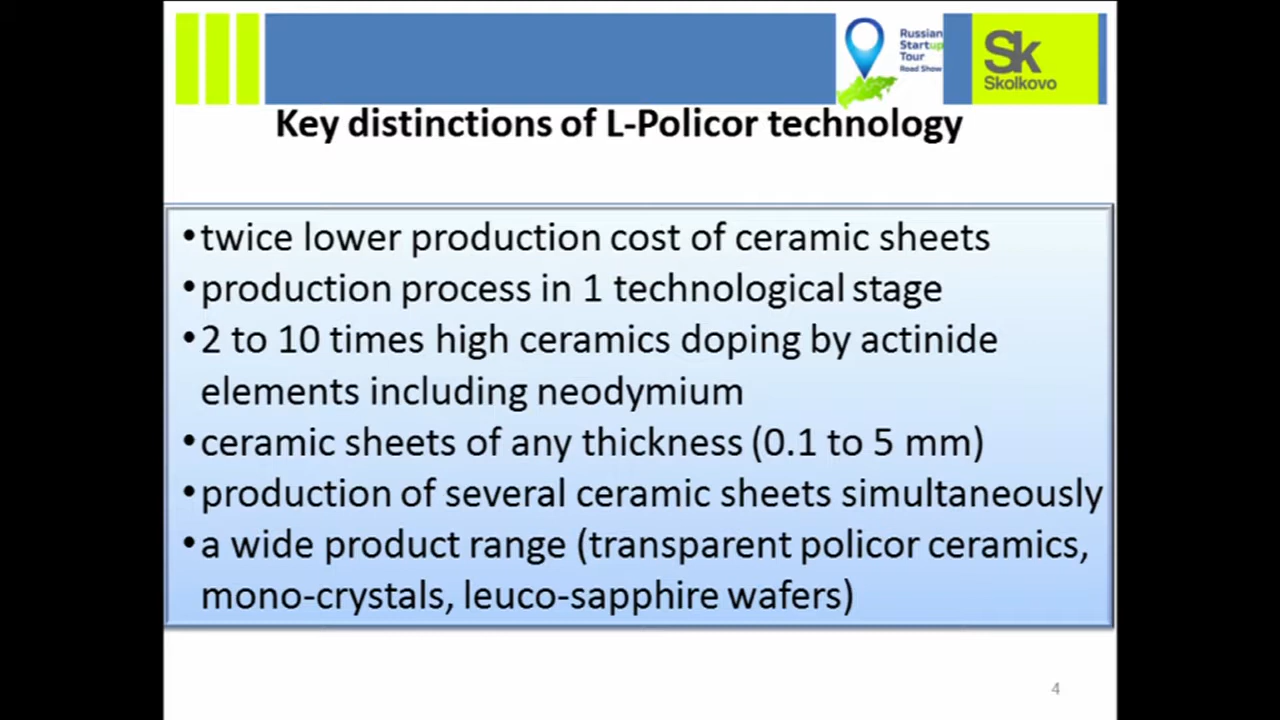 Russian
Startup
Tour
Road Show
Sk
Skolkovo
Key distinctions of L-Policor technology
•twice lower production cost of ceramic sheets
•production process in 1 technological stage
•2 to 10 times high ceramics doping by actinide
elements including neodymium
•ceramic sheets of any thickness (0.1 to 5 mm)
•production of several ceramic sheets simultaneously
•a wide product range (transparent policor ceramics,
mono-crystals, leuco-sapphire wafers)
4